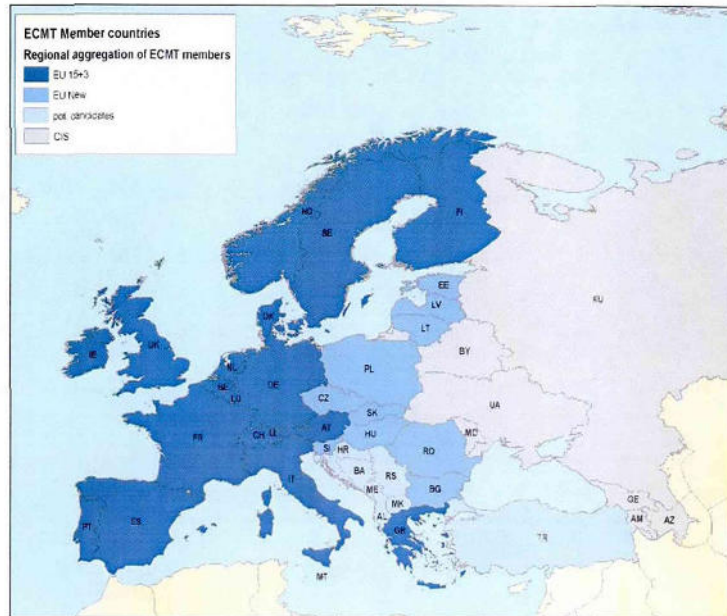 ECMT Member countries
Regional aggregation of ECMT members
EU 15+3
EU New
pot. candidates
CIS
NO
SE
FI
EE
LV
LT
RU
DK
IE
UK
NL
BE
LU
DE
PL
BY
UA
CZ
SK
FR
CH
LI
AT
HU
MD
SI
HR
RO
IT
BA
RS
ME
BG
MK
AL
PT
ES
GR
TR
GE
AM
AZ
MT